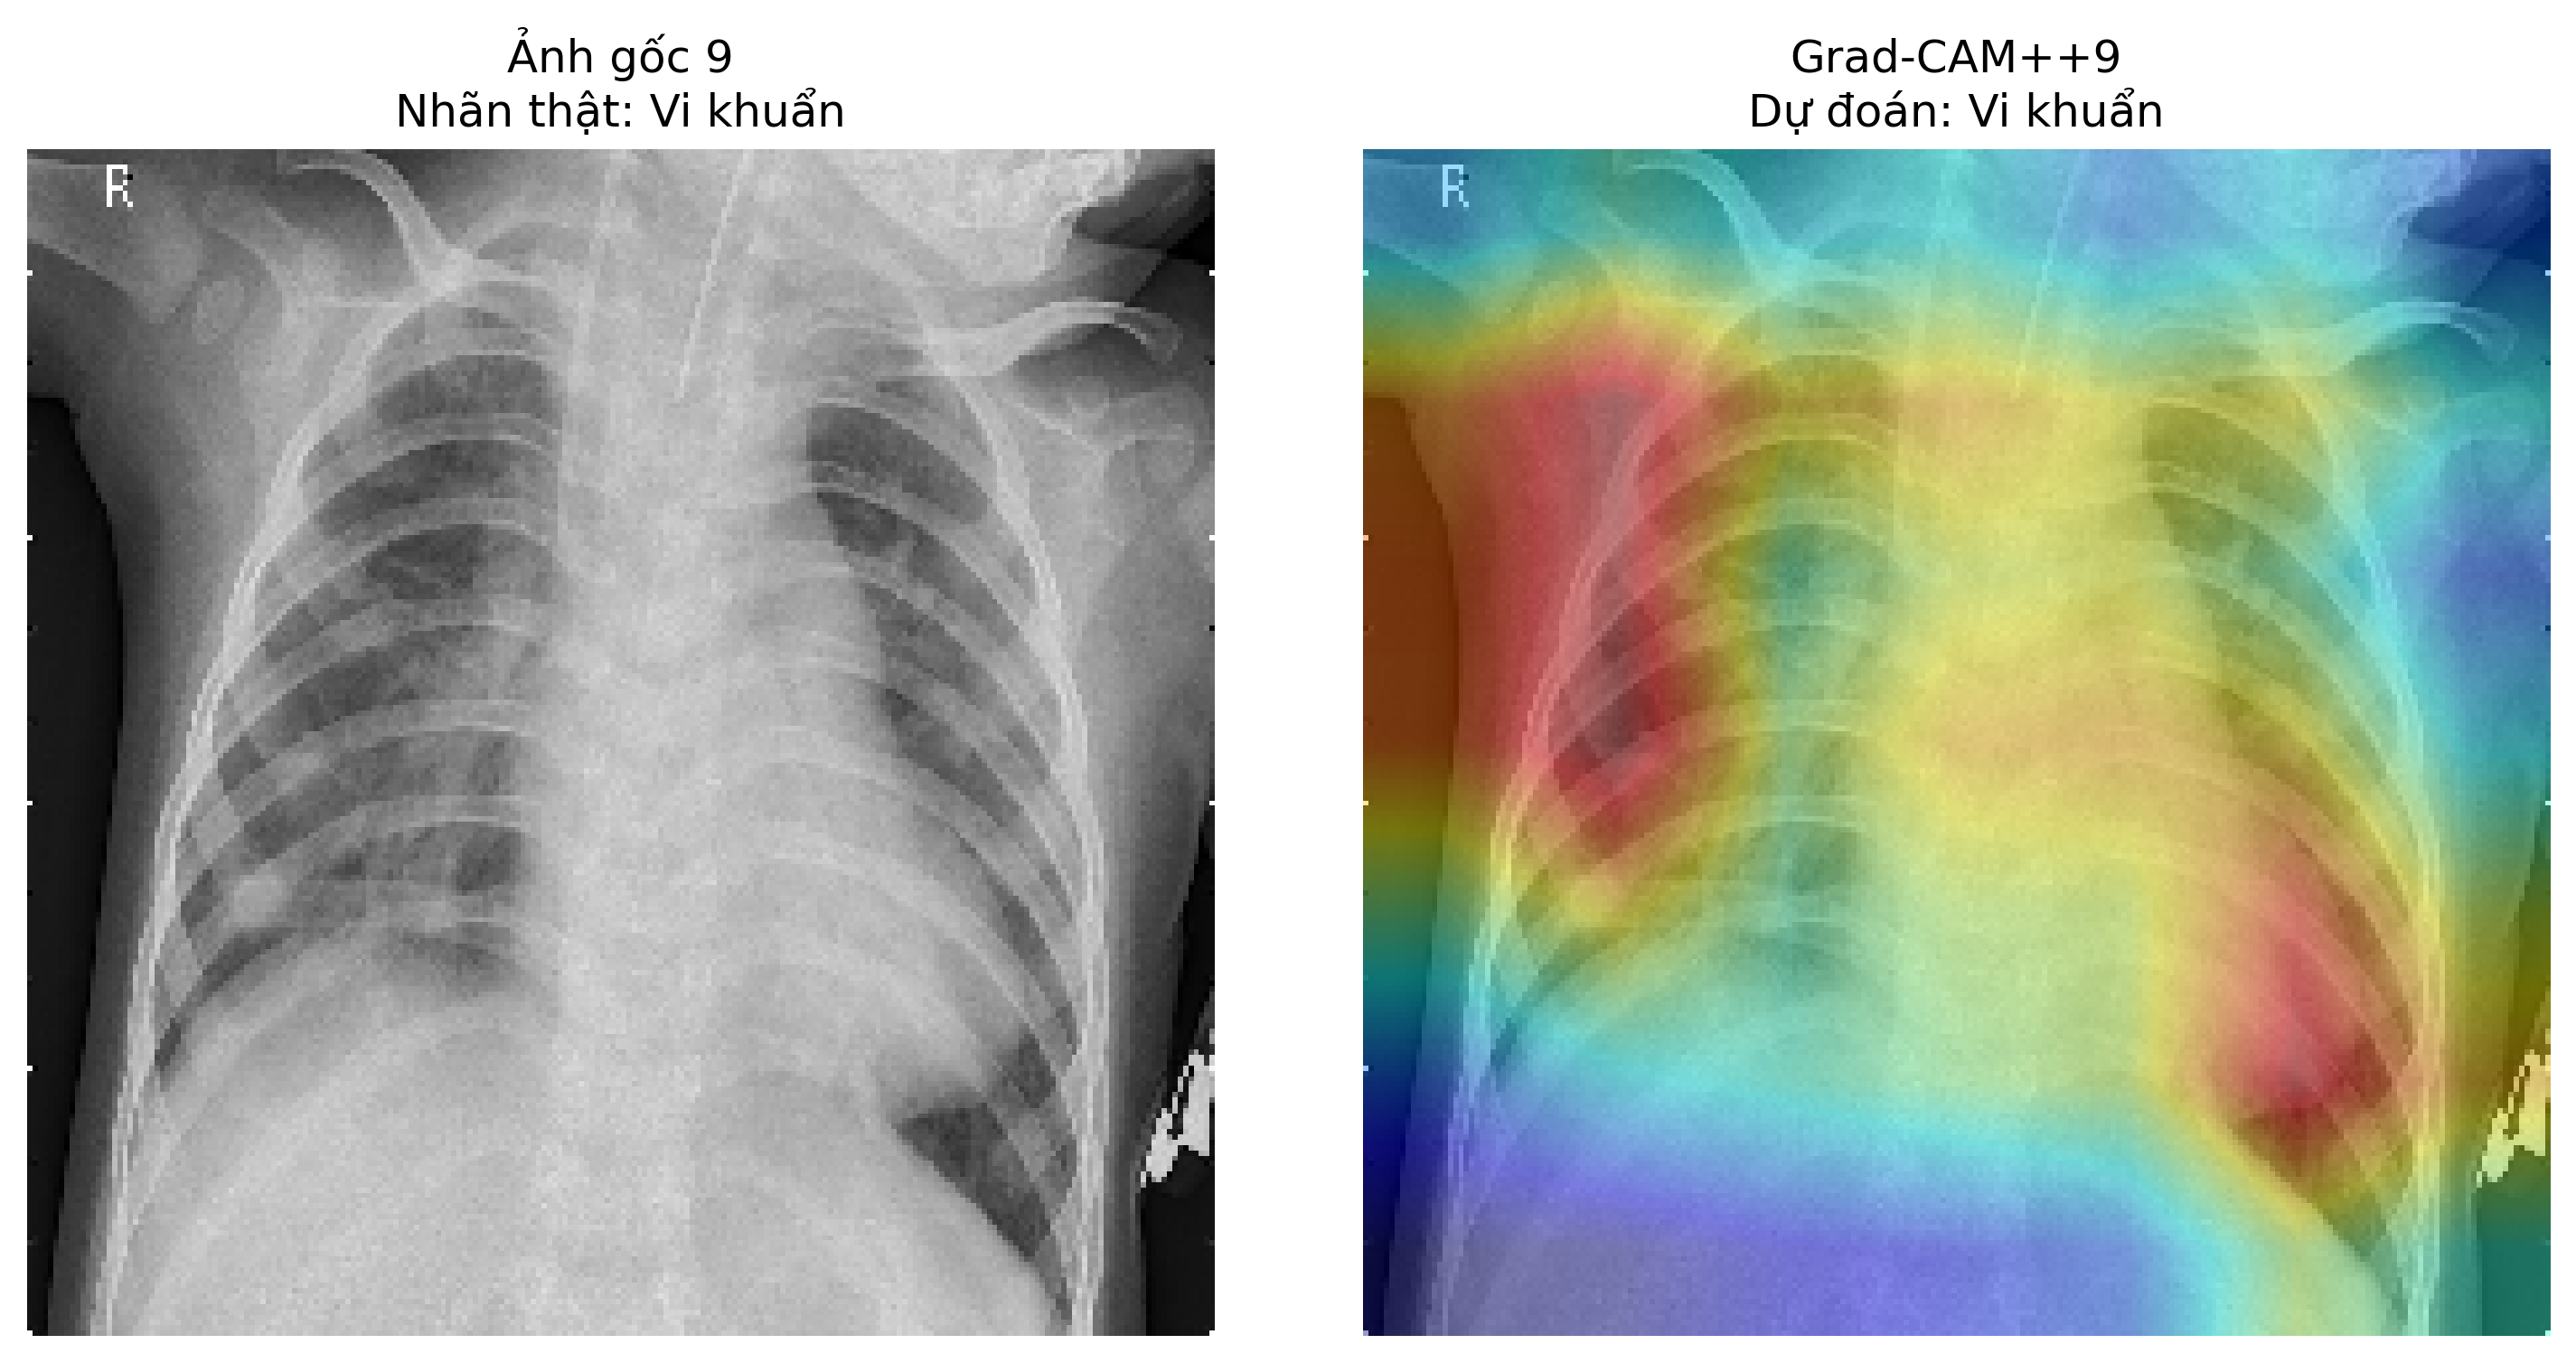 Ảnh gốc 9
Nhãn thật: Vi khuẩn
R
Grad-CAM++9
Dự đoán: Vi khuẩn
R